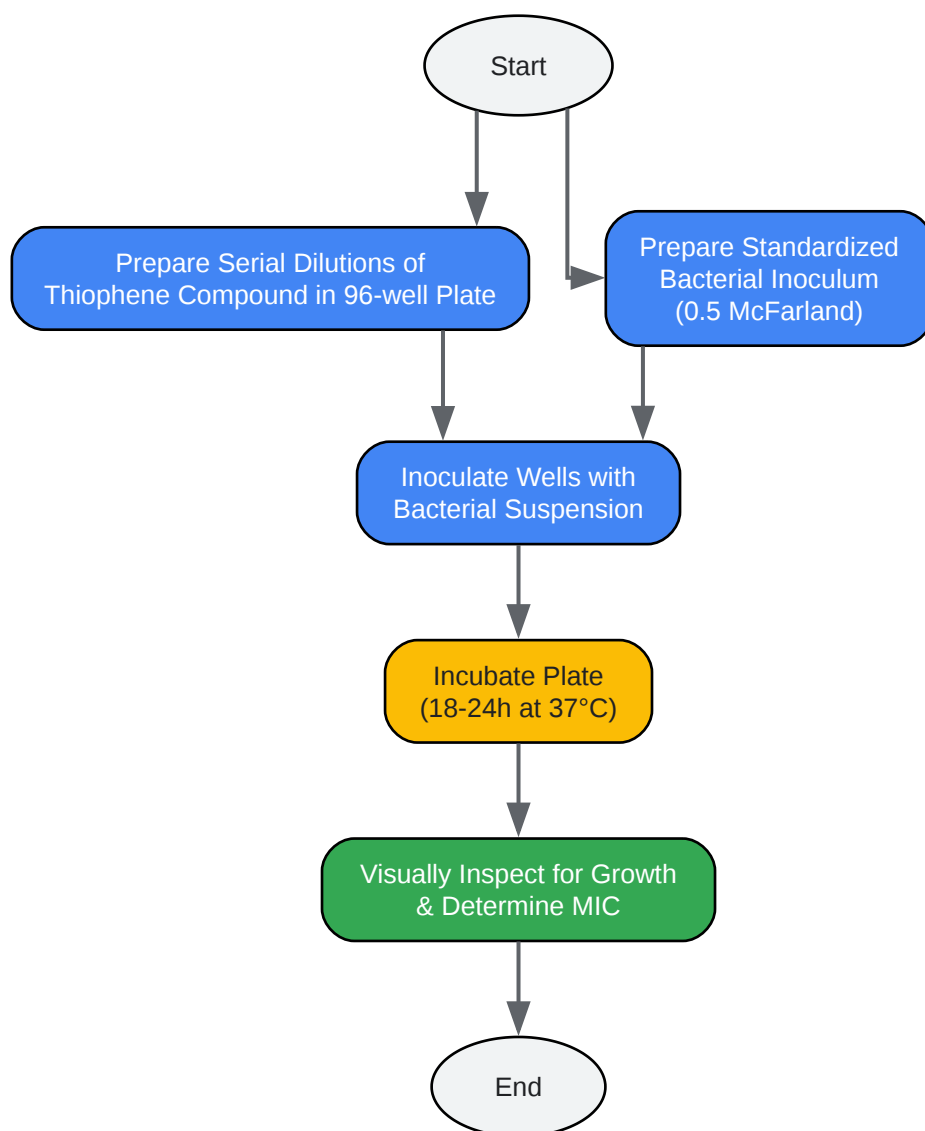 Start
Prepare Serial Dilutions of
Thiophene Compound in 96-well Plate
Prepare Standardized
Bacterial Inoculum
(0.5 McFarland)
Inoculate Wells with
Bacterial Suspension
Incubate Plate
(18-24h at 37°C)
Visually Inspect for Growth
& Determine MIC
End